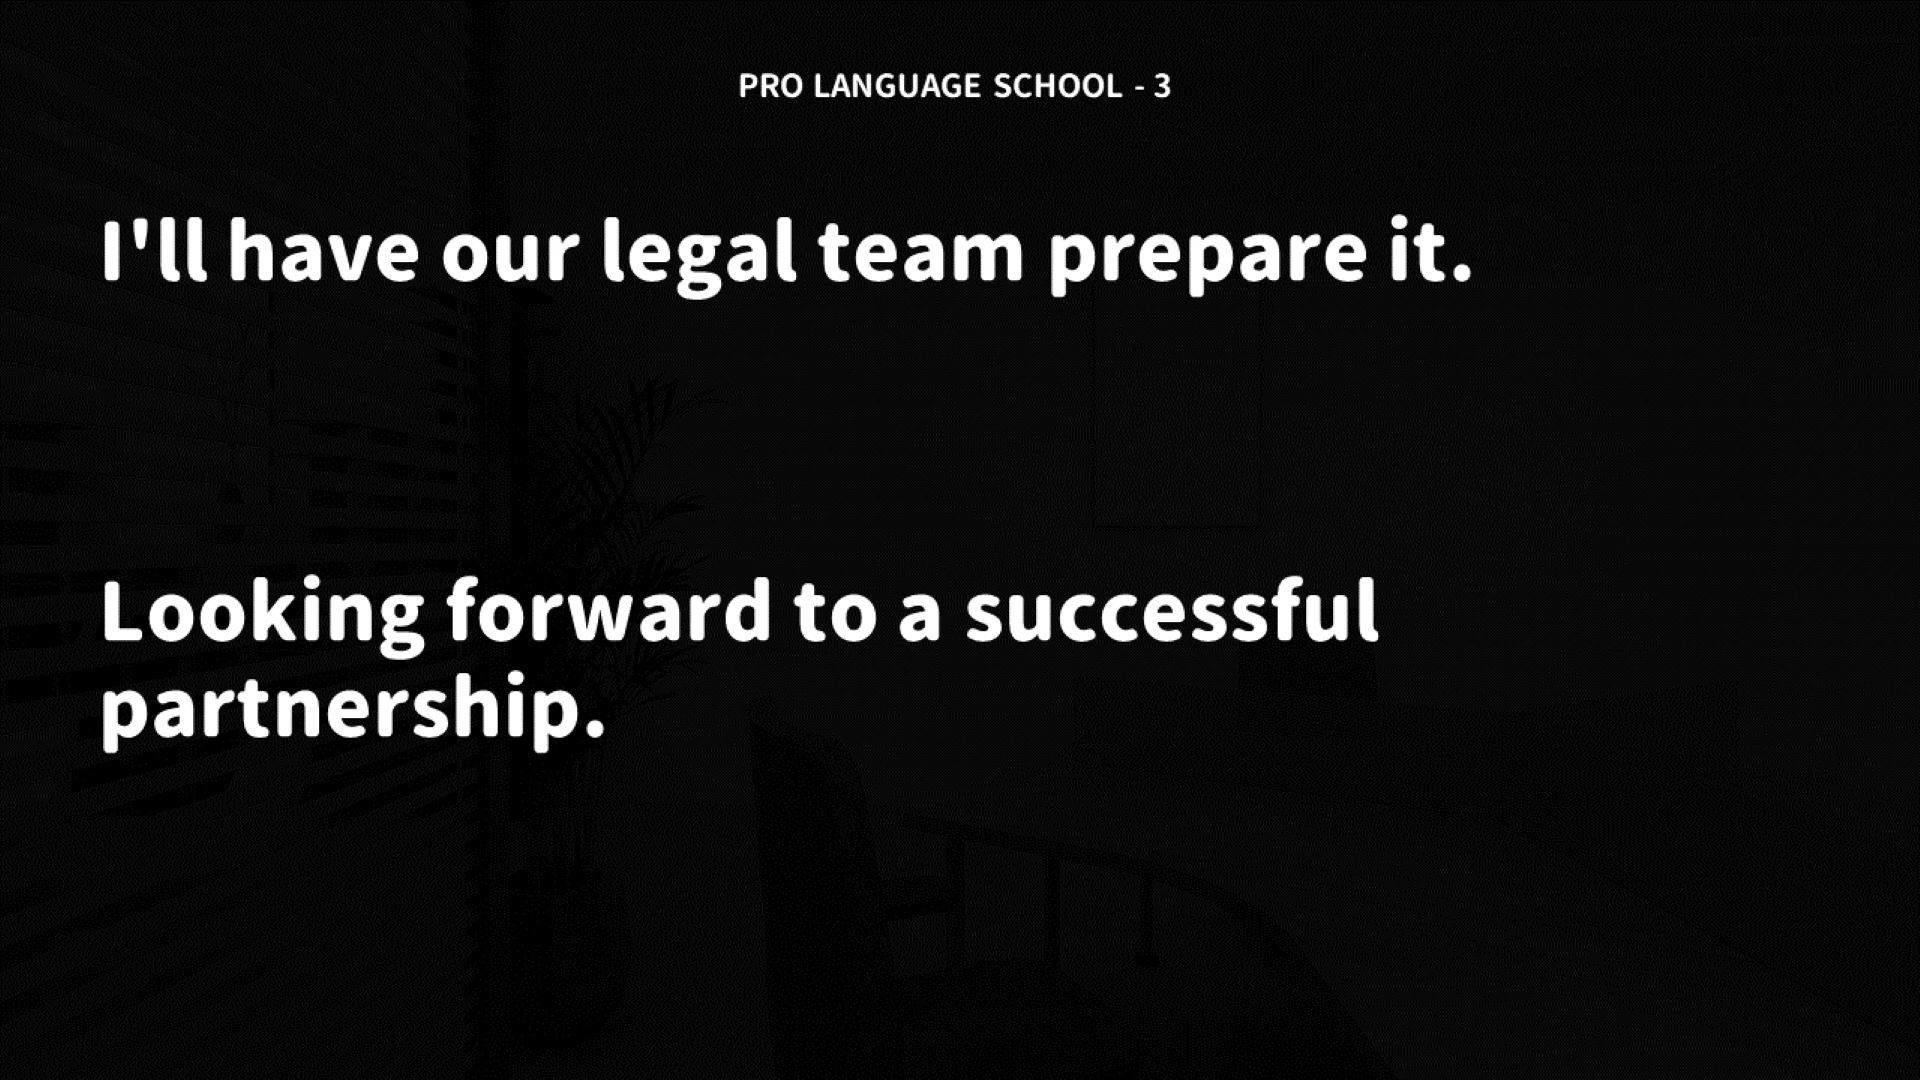 PRO LANGUAGE SCHOOL - 3
I'll have our legal team prepare it.
Looking forward to a successful
partnership.